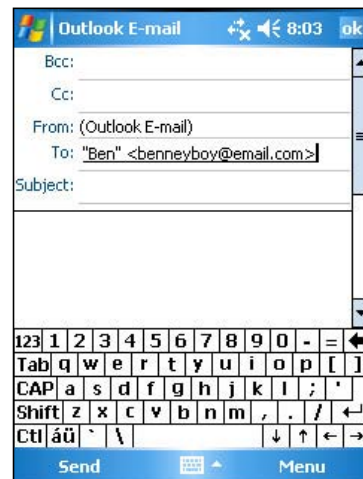 Outlook E-mail 8:03 ok
Bcc:
Cc:
From: (Outlook E-mail)
To: "Ben" <benneyboy@email.com>
Subject:
123 1 2 3 4 5 6 7 8 9 0 - = ←
Tab q w e r t y u i o p [ ]
CAP a s d f g h j k l ; '
Shift z x c v b n m , . / ↵
Ctl áü ` \ ↓ ↑ ← →
Send Menu